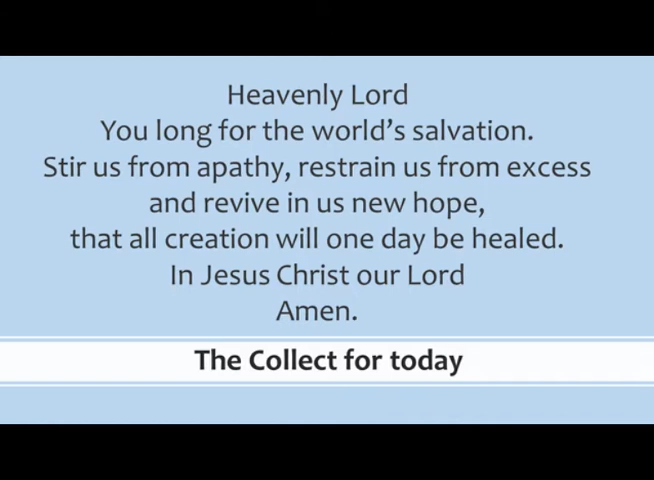 Heavenly Lord
You long for the world’s salvation.
Stir us from apathy, restrain us from excess
and revive in us new hope,
that all creation will one day be healed.
In Jesus Christ our Lord
Amen.
The Collect for today